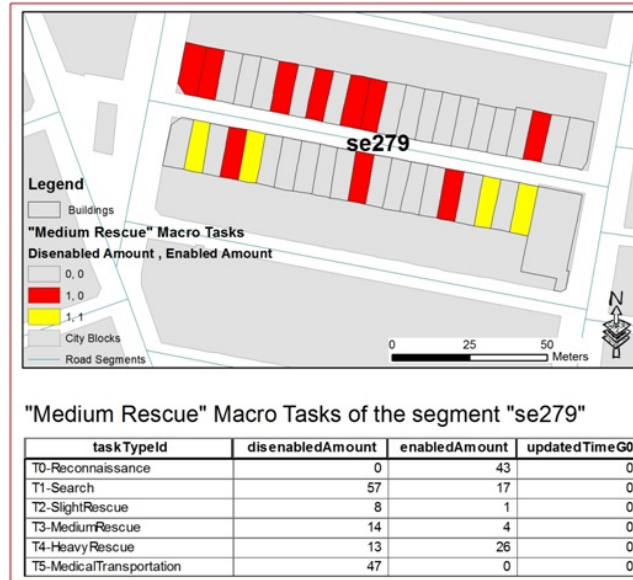 se279
Legend
Buildings
"Medium Rescue" Macro Tasks
Disenabled Amount , Enabled Amount
0, 0
1, 0
1, 1
City Blocks
Road Segments
N
0 25 50
Meters
"Medium Rescue" Macro Tasks of the segment "se279"
taskTypeId disenabledAmount enabledAmount updatedTimeG0
T0-Reconnaissance 0 43 0
T1-Search 57 17 0
T2-SlightRescue 8 1 0
T3-MediumRescue 14 4 0
T4-HeavyRescue 13 26 0
T5-MedicalTransportation 47 0 0